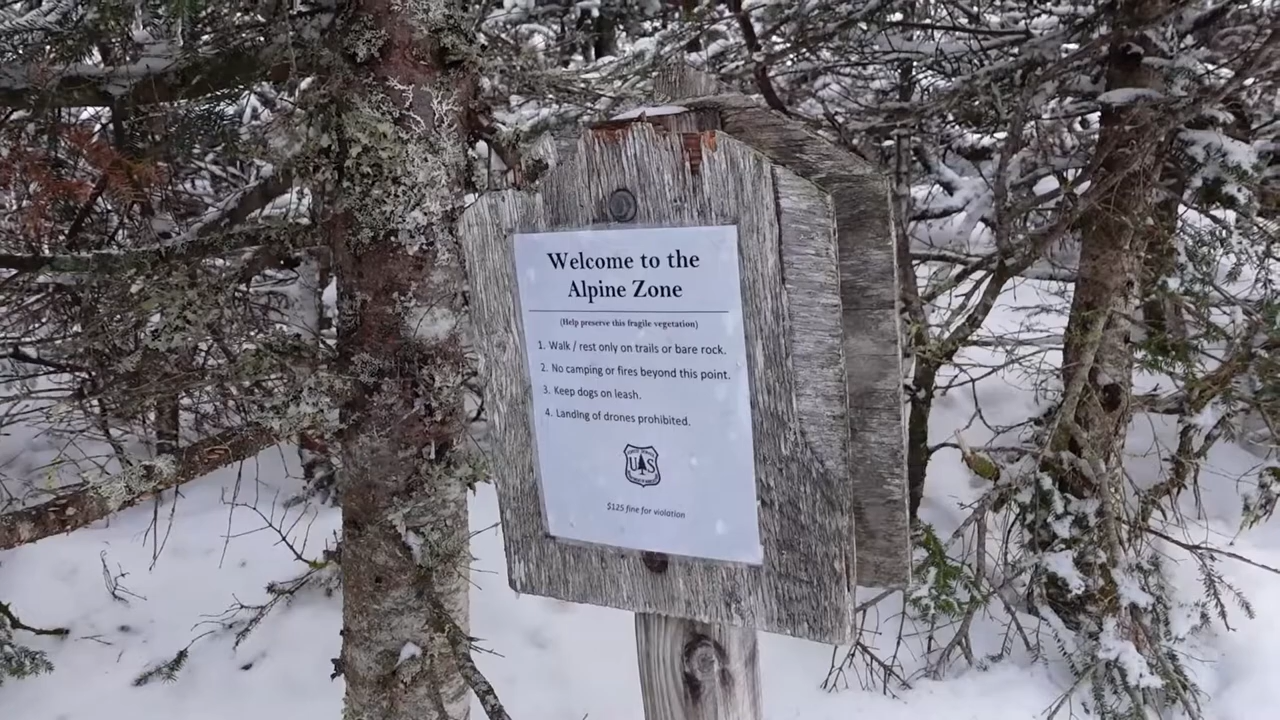 Welcome to the
Alpine Zone
(Help preserve this fragile vegetation)
1. Walk / rest only on trails or bare rock.
2. No camping or fires beyond this point.
3. Keep dogs on leash.
4. Landing of drones prohibited.
U S
$125 fine for violation